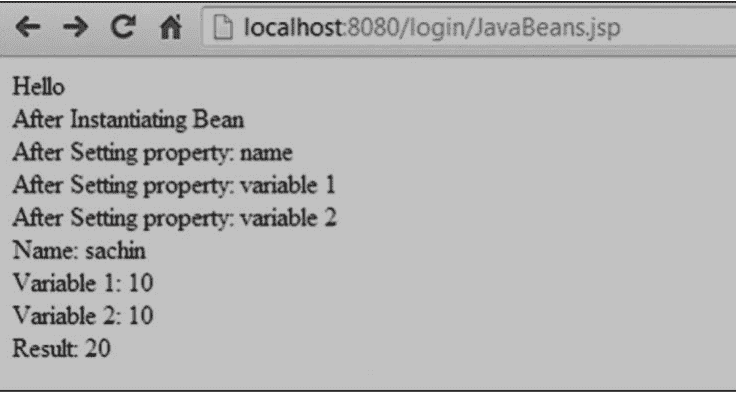 localhost:8080/login/JavaBeans.jsp
Hello
After Instantiating Bean
After Setting property: name
After Setting property: variable 1
After Setting property: variable 2
Name: sachin
Variable 1: 10
Variable 2: 10
Result: 20